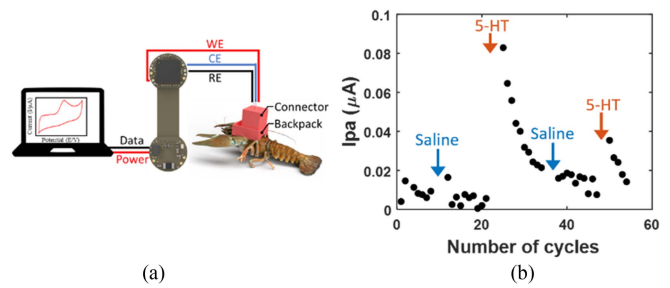 WE
CE
RE
Connector
Backpack
Data
Power
Current (I/μA)
Potential (E/V)
(a)
(b)
Ipa (μA)
0.1
0.08
0.06
0.04
0.02
0
5-HT
Saline
Saline
5-HT
0 20 40 60
Number of cycles